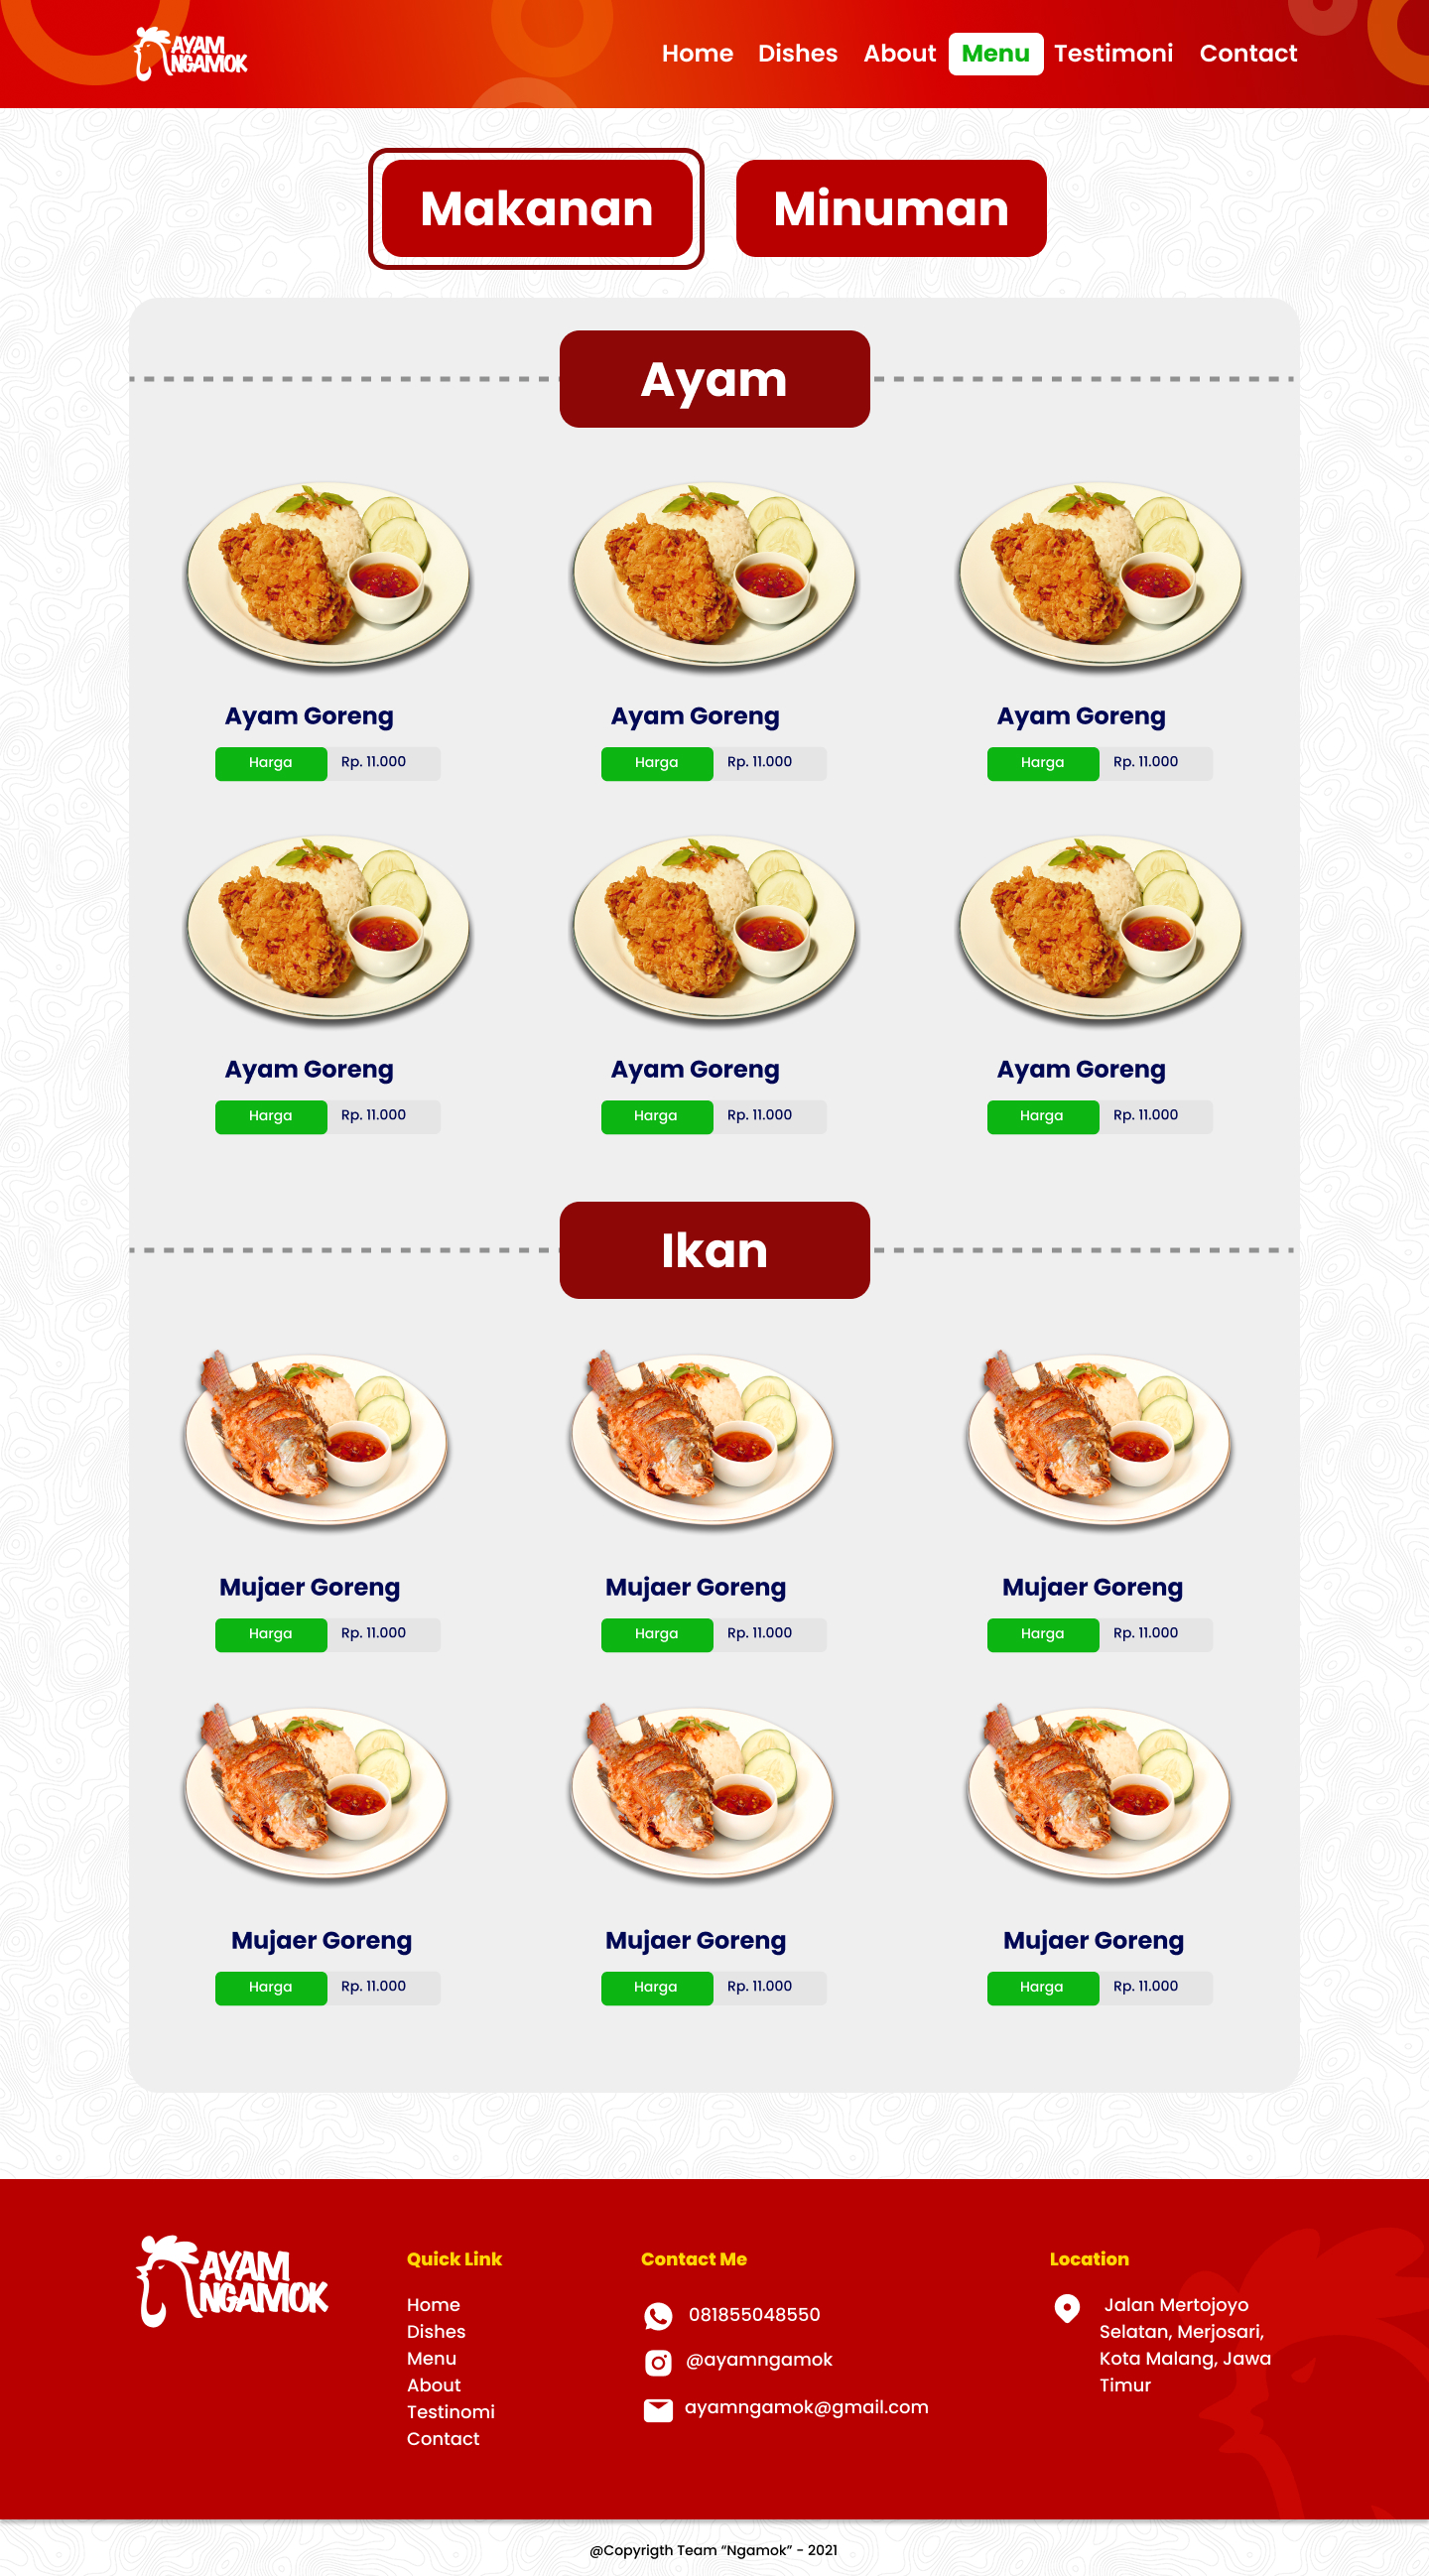 AYAM
NGAMOK
Home Dishes About Menu Testimoni Contact
Makanan Minuman
Ayam
Ayam Goreng Ayam Goreng Ayam Goreng
Harga Rp. 11.000 Harga Rp. 11.000 Harga Rp. 11.000
Ayam Goreng Ayam Goreng Ayam Goreng
Harga Rp. 11.000 Harga Rp. 11.000 Harga Rp. 11.000
Ikan
Mujaer Goreng Mujaer Goreng Mujaer Goreng
Harga Rp. 11.000 Harga Rp. 11.000 Harga Rp. 11.000
Mujaer Goreng Mujaer Goreng Mujaer Goreng
Harga Rp. 11.000 Harga Rp. 11.000 Harga Rp. 11.000
AYAM
NGAMOK
Quick Link
Home
Dishes
Menu
About
Testinomi
Contact
Contact Me
081855048550
@ayamngamok
ayamngamok@gmail.com
Location
Jalan Mertojoyo
Selatan, Merjosari,
Kota Malang, Jawa
Timur
@Copyrigth Team “Ngamok” - 2021